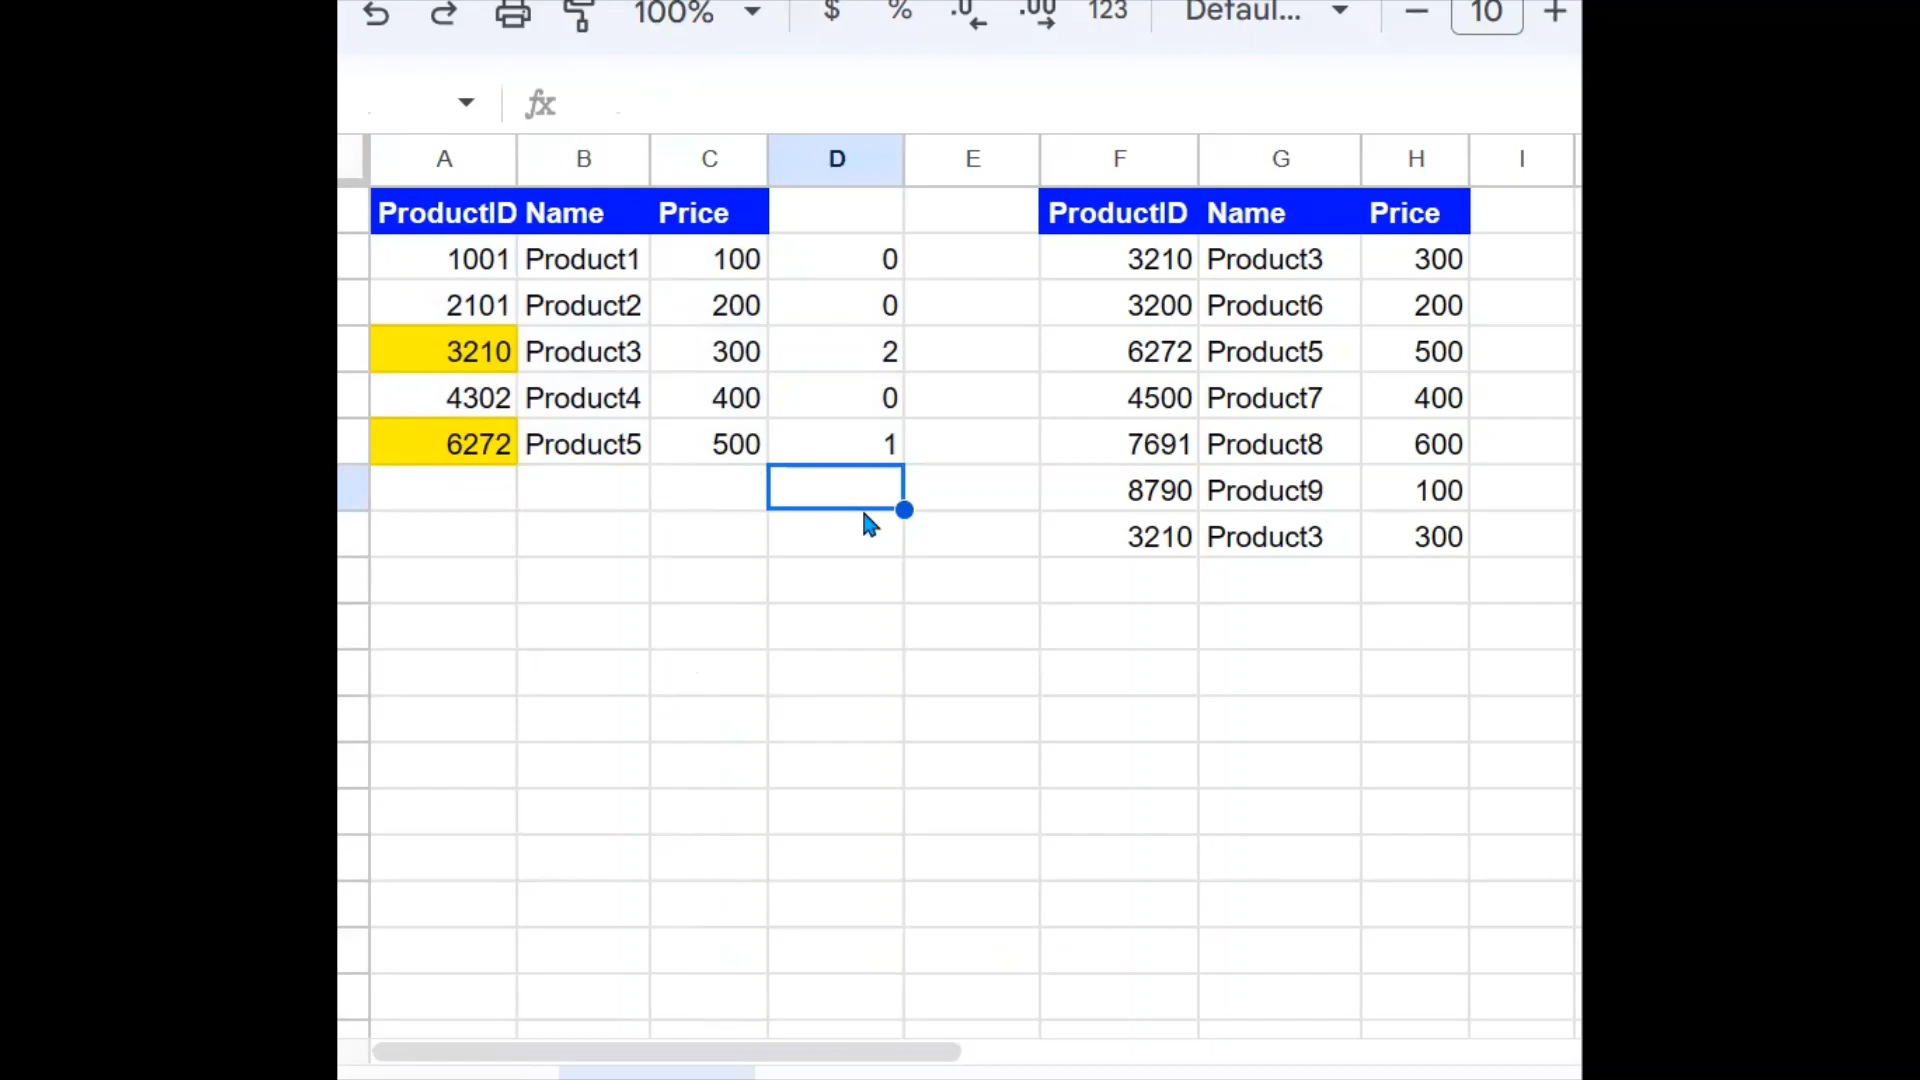 100% $ % .0 .00 123 Defaul... 10
fx
A B C D E F G H I
ProductID Name Price ProductID Name Price
1001 Product1 100 0 3210 Product3 300
2101 Product2 200 0 3200 Product6 200
3210 Product3 300 2 6272 Product5 500
4302 Product4 400 0 4500 Product7 400
6272 Product5 500 1 7691 Product8 600
8790 Product9 100
3210 Product3 300